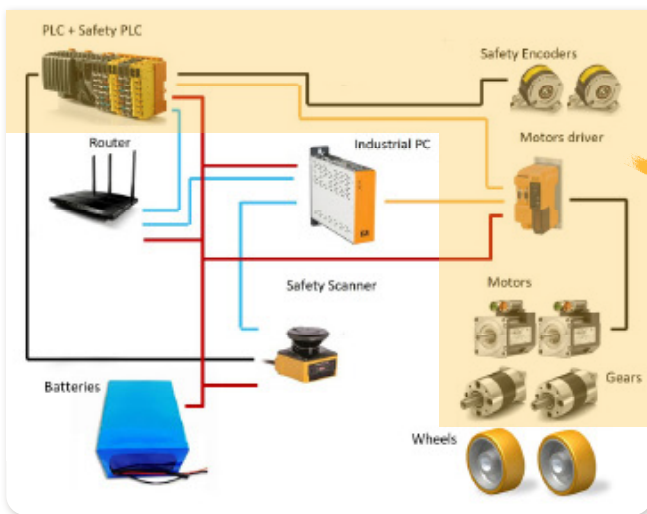 PLC + Safety PLC
Safety Encoders
Router
Industrial PC
Motors driver
Safety Scanner
Motors
Batteries
Gears
Wheels